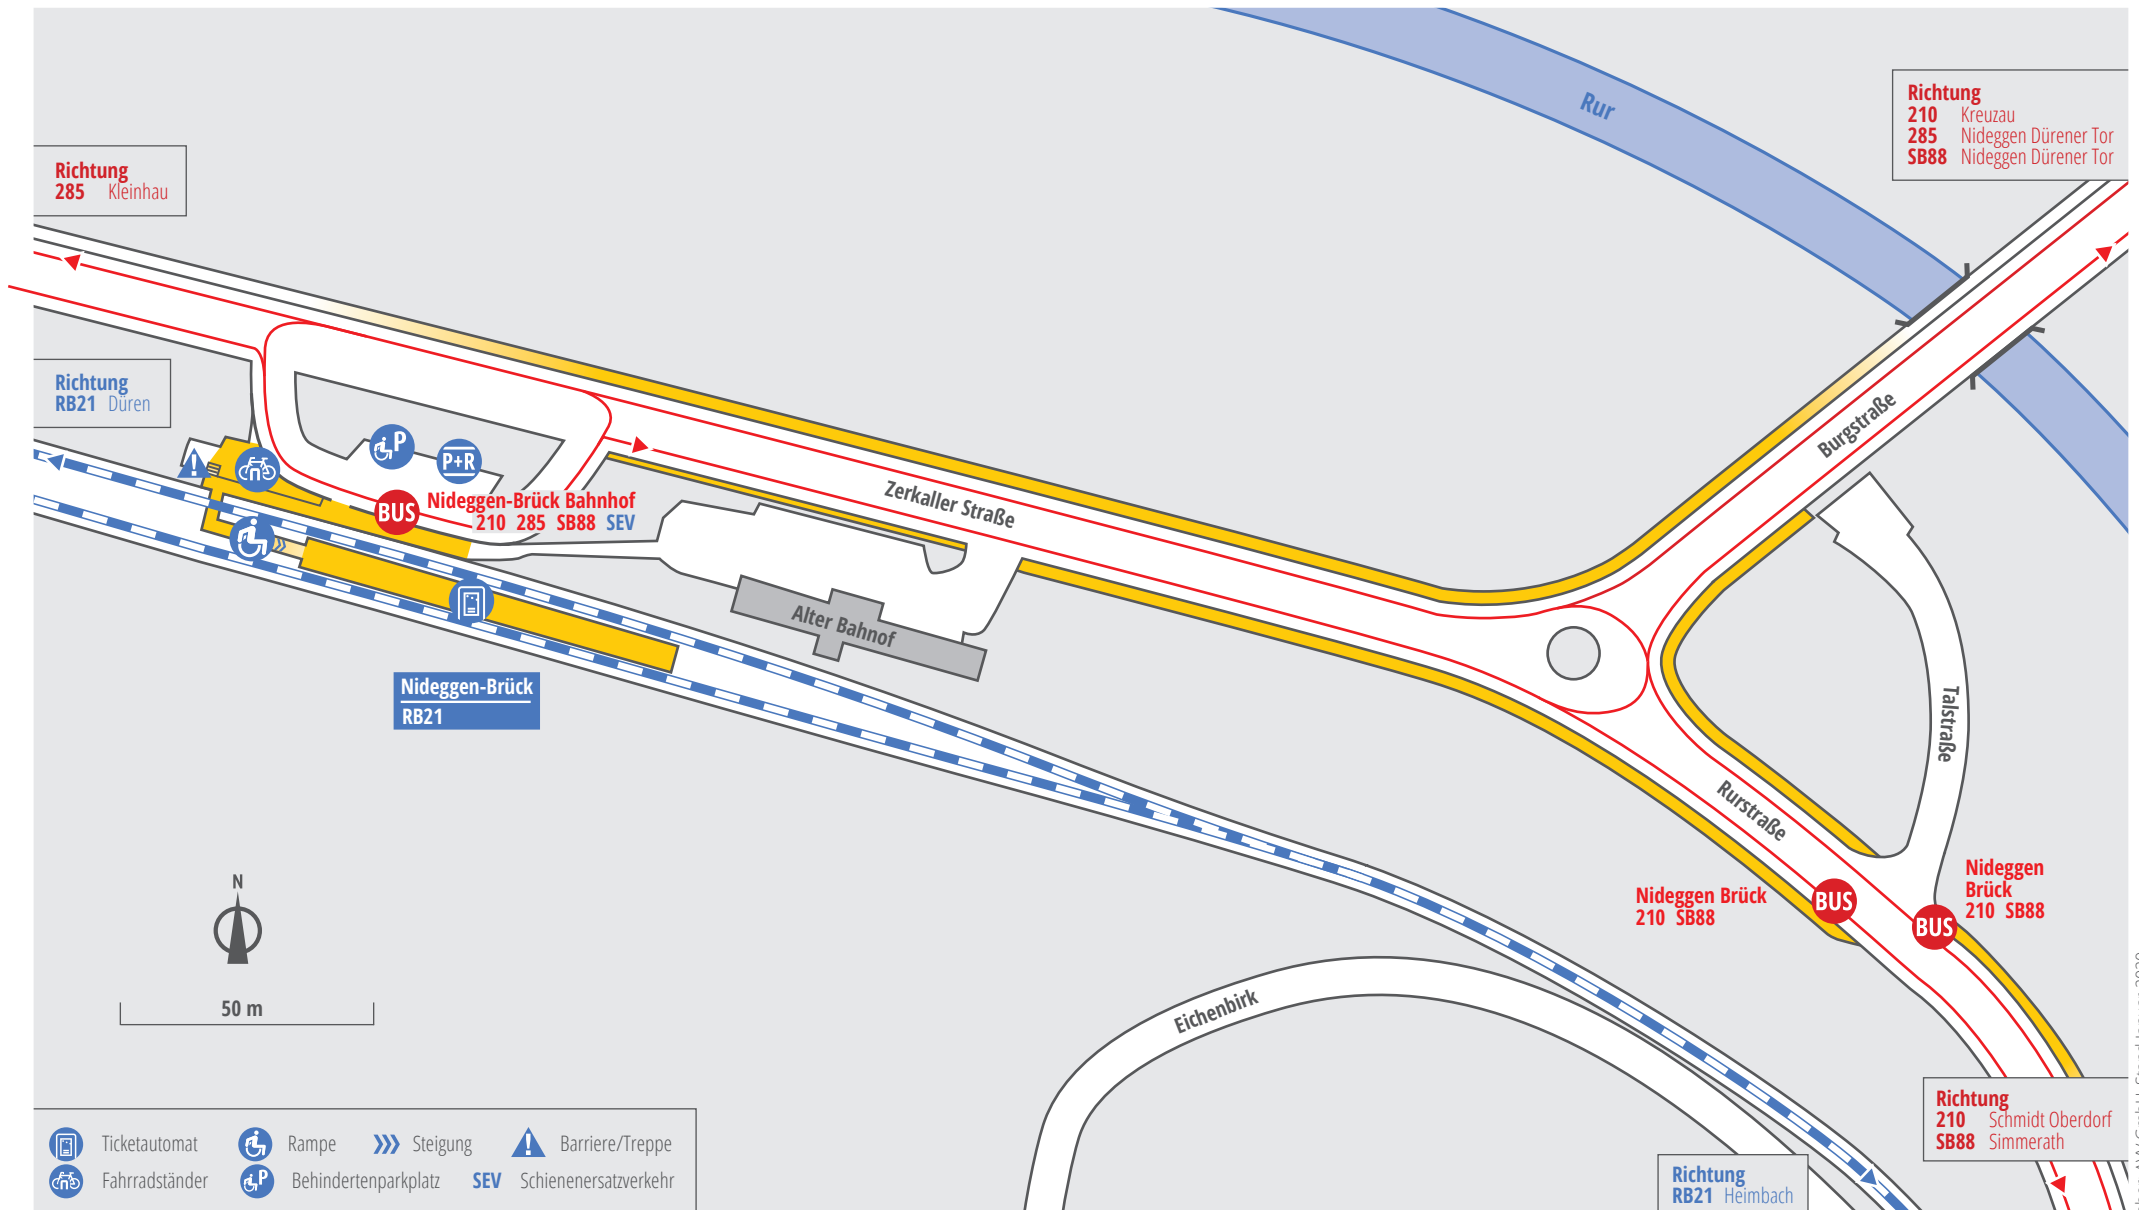 Rur
Richtung
210 Kreuzau
285 Nideggen Dürener Tor
SB88 Nideggen Dürener Tor
Richtung
285 Kleinhau
Richtung
RB21 Düren
P
P+R
!
BUS
Nideggen-Brück Bahnhof
210 285 SB88 SEV
Zerkaller Straße
Burgstraße
Alter Bahnhof
Nideggen-Brück
RB21
Talstraße
Rurstraße
Nideggen Brück
210 SB88
BUS
BUS
Nideggen
Brück
210 SB88
N
50 m
Eichenbirk
Richtung
210 Schmidt Oberdorf
SB88 Simmerath
Richtung
RB21 Heimbach
Ticketautomat
Rampe
Steigung
! Barriere/Treppe
Fahrradständer
P Behindertenparkplatz
SEV Schienenersatzverkehr